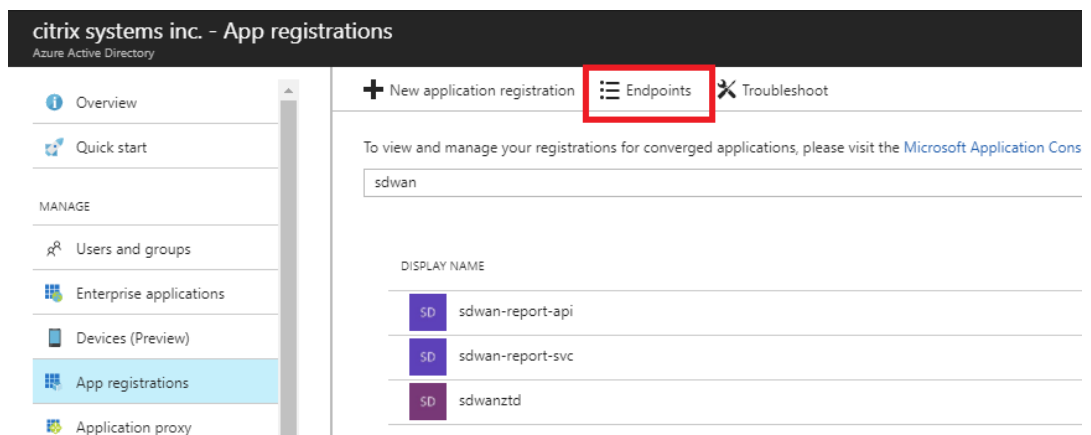 citrix systems inc. - App registrations
Azure Active Directory
Overview
Quick start
MANAGE
Users and groups
Enterprise applications
Devices (Preview)
App registrations
Application proxy
New application registration Endpoints Troubleshoot
To view and manage your registrations for converged applications, please visit the Microsoft Application Cons
sdwan
DISPLAY NAME
SD sdwan-report-api
SD sdwan-report-svc
SD sdwanztd